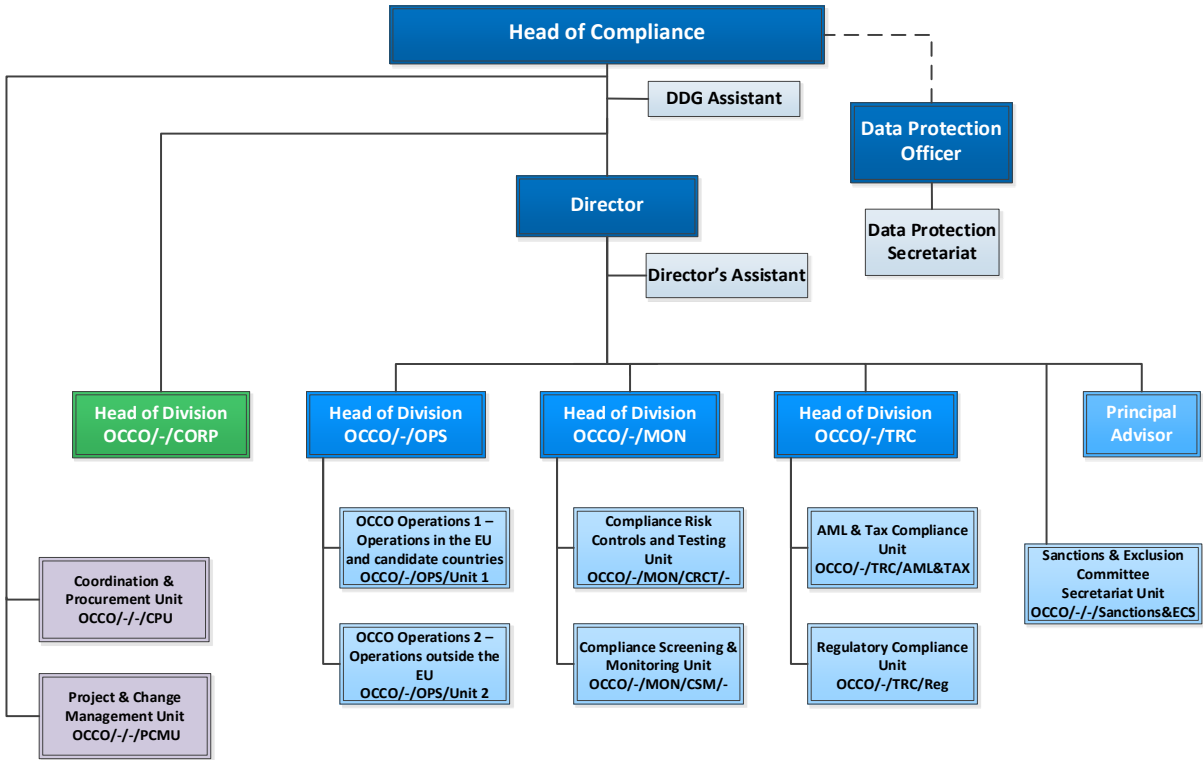 Head of Compliance
DDG Assistant
Data Protection
Officer
Director
Data Protection
Secretariat
Director’s Assistant
Head of Division
OCCO/-/CORP
Head of Division
OCCO/-/OPS
Head of Division
OCCO/-/MON
Head of Division
OCCO/-/TRC
Principal
Advisor
OCCO Operations 1 –
Operations in the EU
and candidate countries
OCCO/-/OPS/Unit 1
Compliance Risk
Controls and Testing
Unit
OCCO/-/MON/CRCT/-
AML & Tax Compliance
Unit
OCCO/-/TRC/AML&TAX
Sanctions & Exclusion
Committee
Secretariat Unit
OCCO/-/-/Sanctions&ECS
Coordination &
Procurement Unit
OCCO/-/-/CPU
OCCO Operations 2 –
Operations outside the
EU
OCCO/-/OPS/Unit 2
Compliance Screening &
Monitoring Unit
OCCO/-/MON/CSM/-
Regulatory Compliance
Unit
OCCO/-/TRC/Reg
Project & Change
Management Unit
OCCO/-/-/PCMU